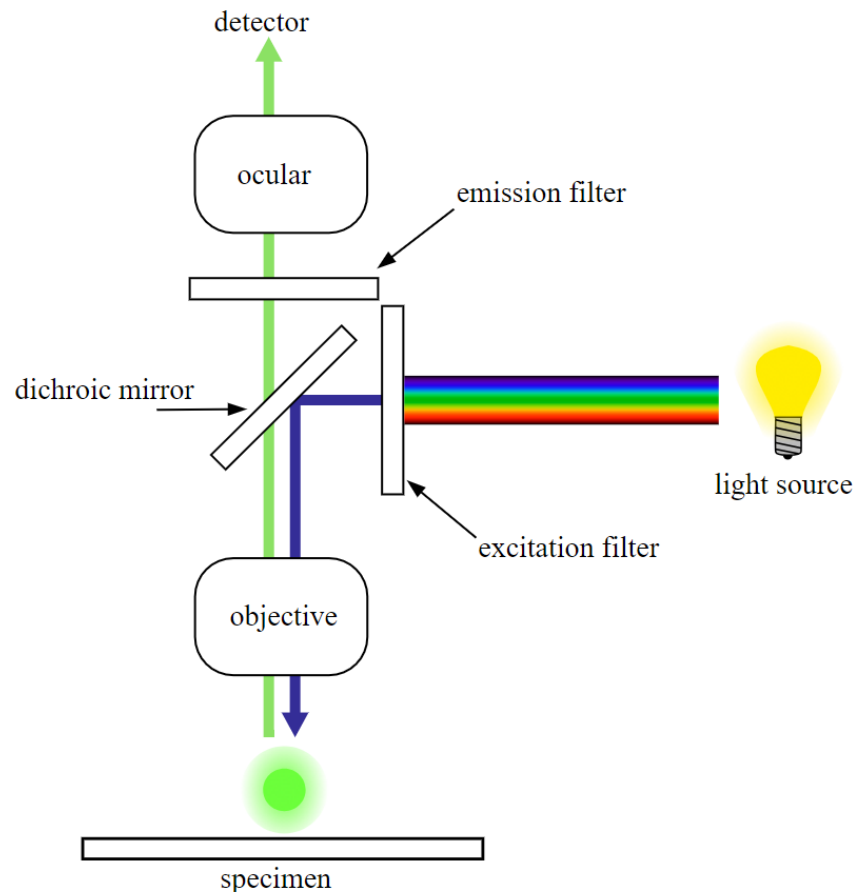 detector
ocular
emission filter
dichroic mirror
light source
excitation filter
objective
specimen